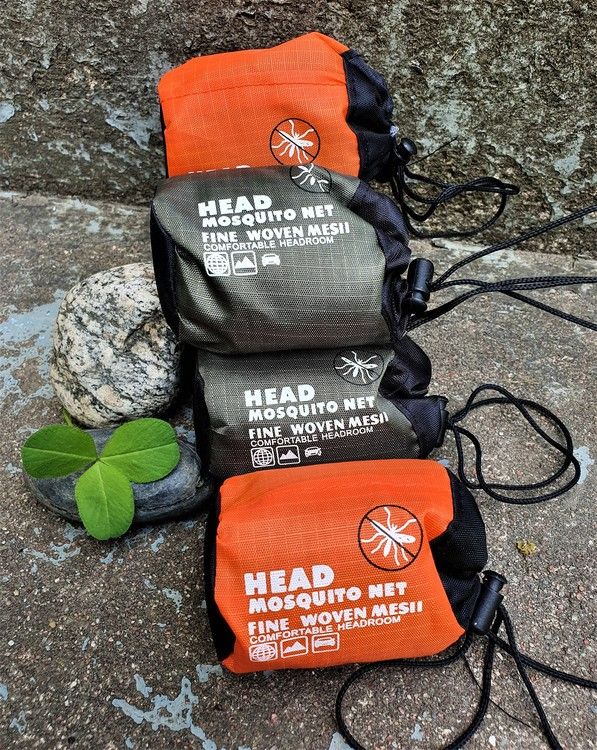 HEAD
HEAD
MOSQUITO NET
FINE WOVEN MESII
COMFORTABLE HEADROOM
HEAD
MOSQUITO NET
FINE WOVEN MESII
COMFORTABLE HEADROOM
HEAD
MOSQUITO NET
FINE WOVEN MESII
COMFORTABLE HEADROOM